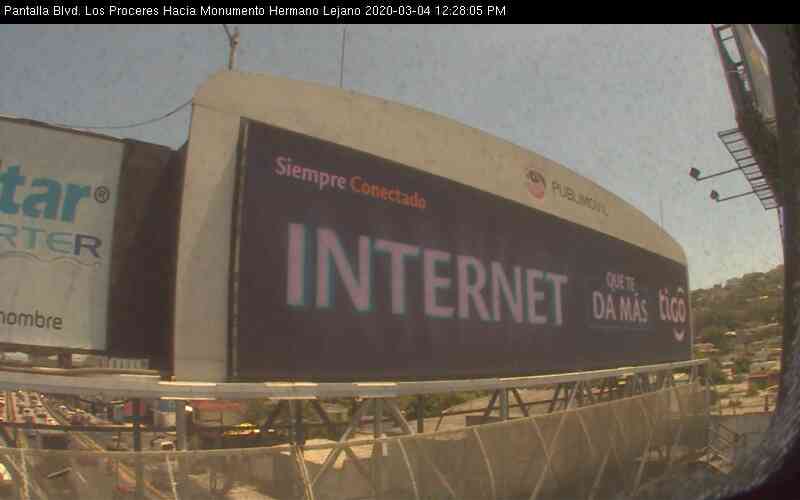 Pantalla Blvd. Los Proceres Hacia Monumento Hermano Lejano 2020-03-04 12:28:05 PM
tar®
RTER
nombre
Siempre Conectado
PUBLIMOVIL
INTERNET
QUE TE
DA MÁS
tigo